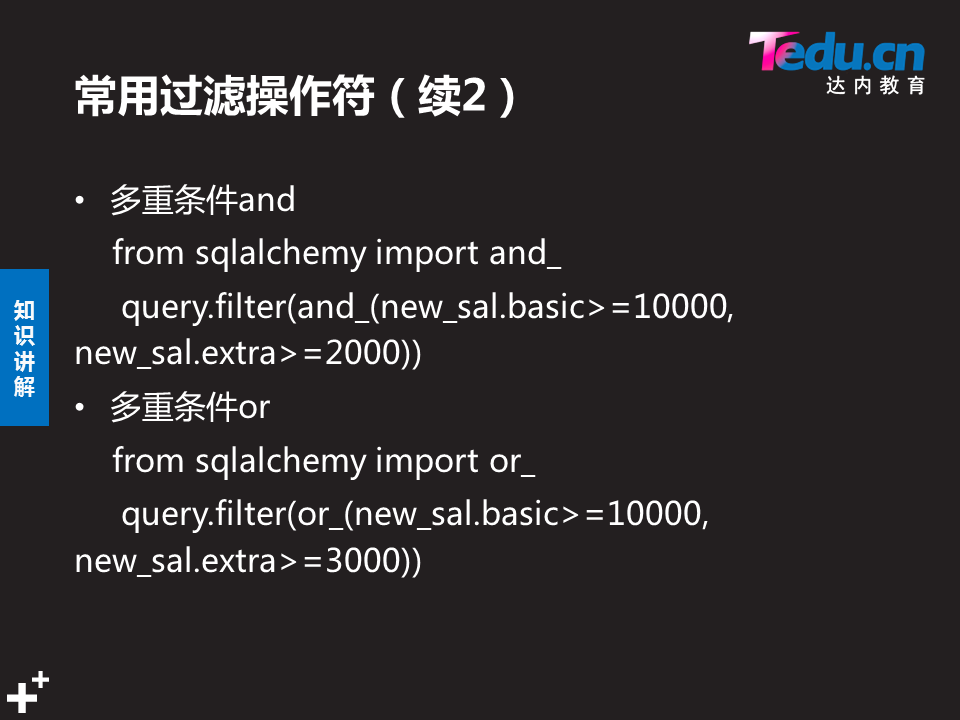 Tedu.cn
达内教育
常用过滤操作符（续2）
• 多重条件and
from sqlalchemy import and_
query.filter(and_(new_sal.basic>=10000,
new_sal.extra>=2000))
• 多重条件or
from sqlalchemy import or_
query.filter(or_(new_sal.basic>=10000,
new_sal.extra>=3000))
知识讲解